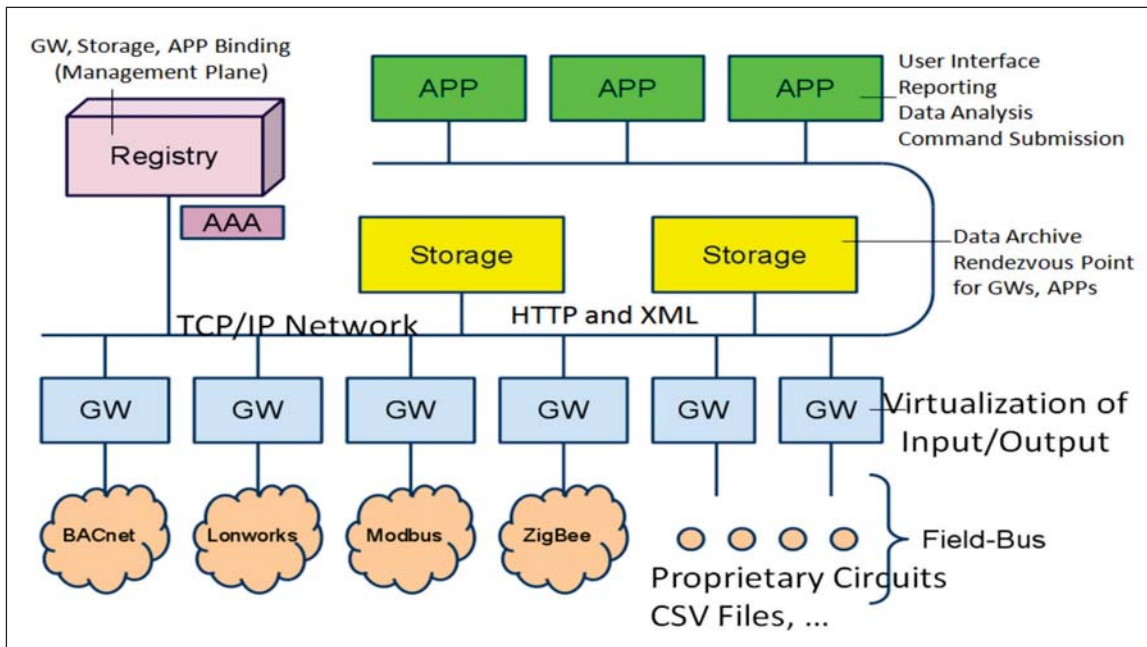 GW, Storage, APP Binding
(Management Plane)
Registry
AAA
APP
APP
APP
User Interface
Reporting
Data Analysis
Command Submission
Storage
Storage
Data Archive
Rendezvous Point
for GWs, APPs
TCP/IP Network
HTTP and XML
GW
GW
GW
GW
GW
GW
Virtualization of
Input/Output
BACnet
Lonworks
Modbus
ZigBee
Field-Bus
Proprietary Circuits
CSV Files, ...